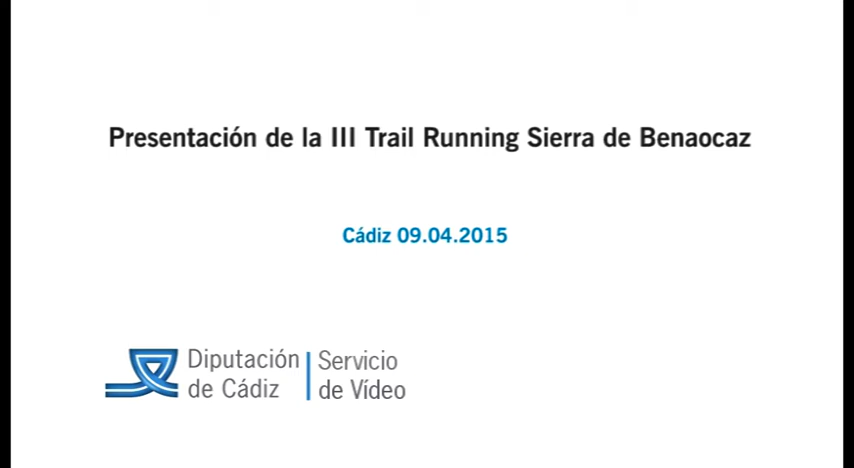 Presentación de la III Trail Running Sierra de Benaocaz
Cádiz 09.04.2015
Diputación
de Cádiz
Servicio
de Vídeo